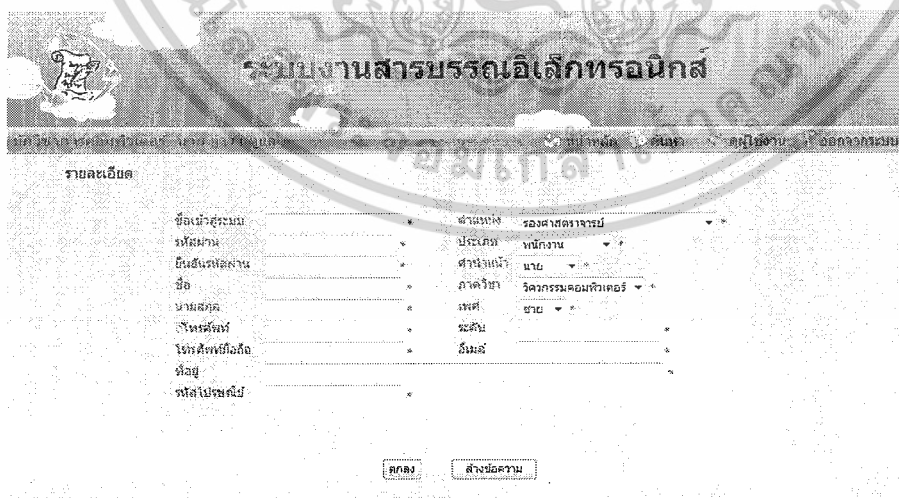 ระบบงานสารบรรณอิเล็กทรอนิกส์
หน้าหลัก ค้นหา ดูผู้ใช้งาน ออกจากระบบ
รายละเอียด
ชื่อเข้าสู่ระบบ * ตำแหน่ง รองศาสตราจารย์ *
รหัสผ่าน * ประเภท พนักงาน *
ยืนยันรหัสผ่าน * คำนำหน้า นาย *
ชื่อ * ภาควิชา วิศวกรรมคอมพิวเตอร์ *
นามสกุล * เพศ ชาย *
โทรศัพท์ * ระดับ *
โทรศัพท์มือถือ * อีเมล์ *
ที่อยู่ *
รหัสไปรษณีย์ *
ตกลง ล้างข้อความ